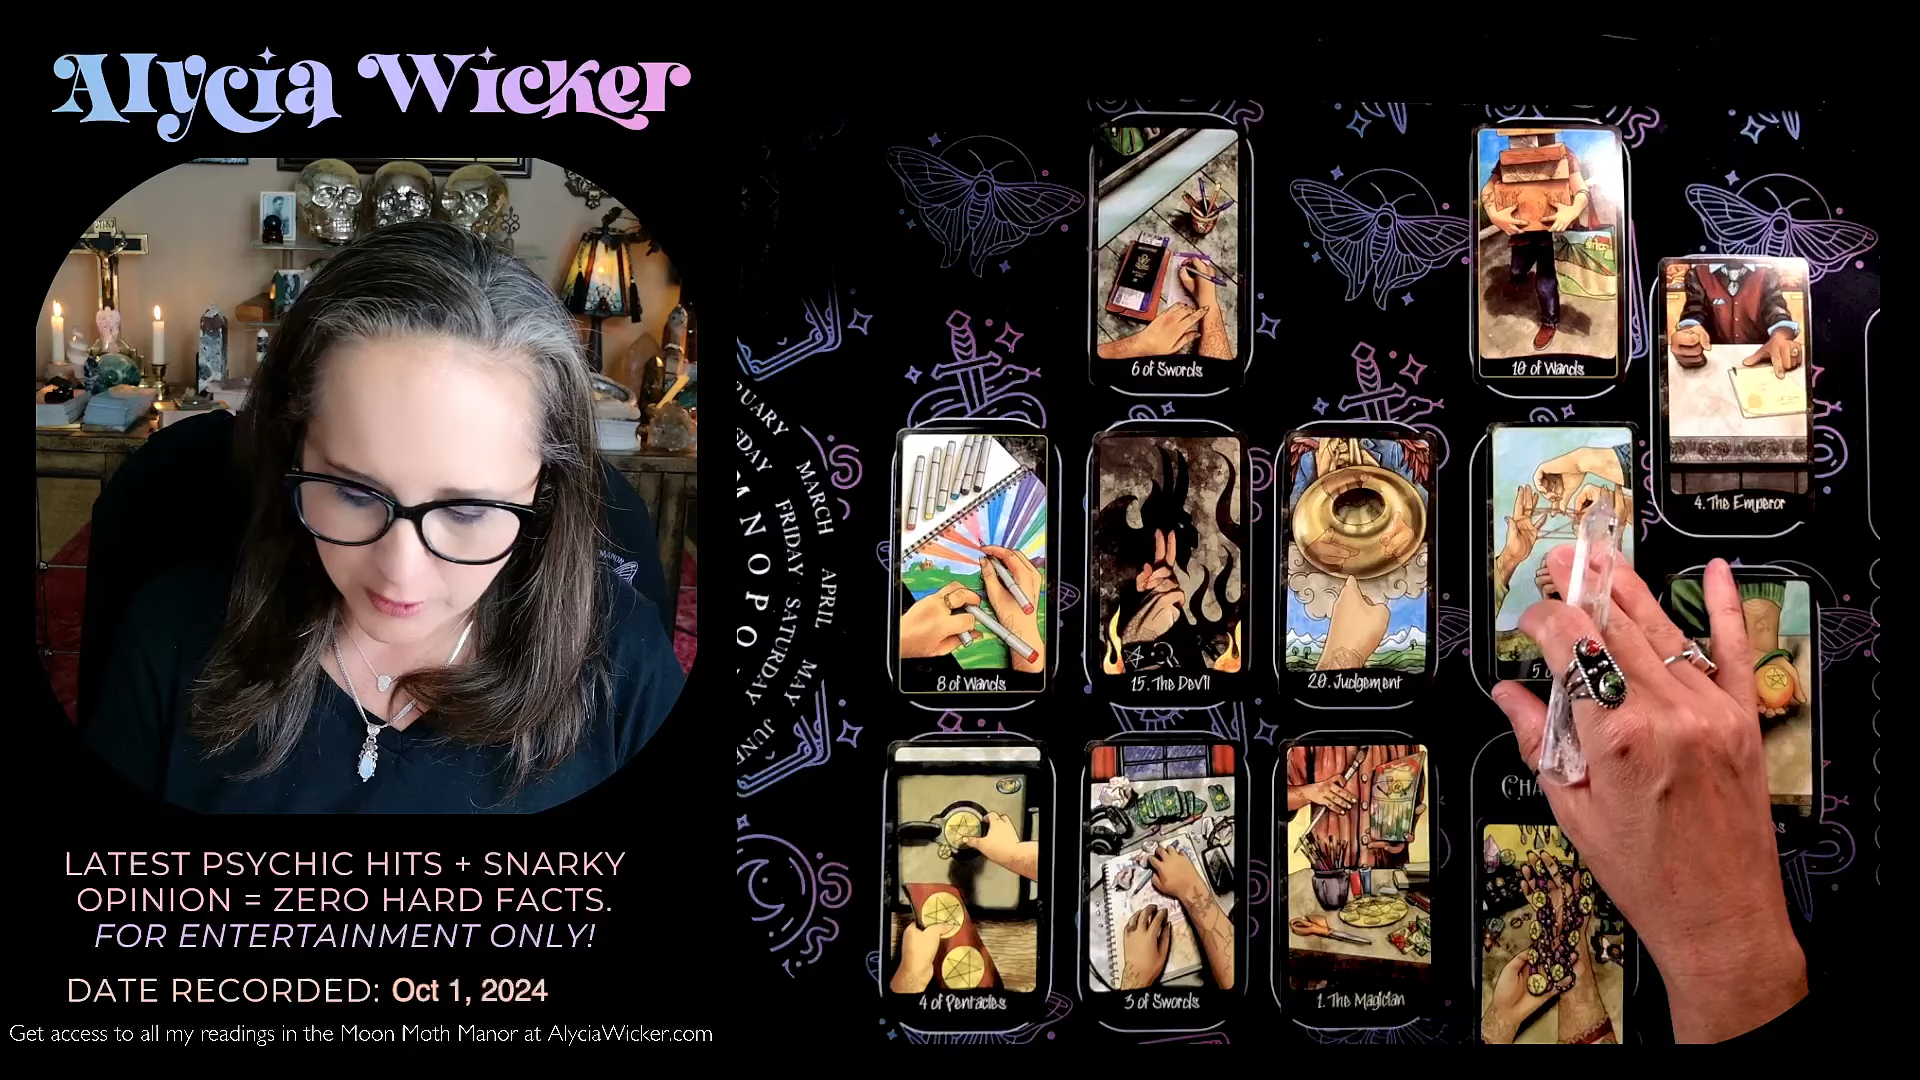 Alycia Wicker
LATEST PSYCHIC HITS + SNARKY
OPINION = ZERO HARD FACTS.
FOR ENTERTAINMENT ONLY!
DATE RECORDED: Oct 1, 2024
Get access to all my readings in the Moon Moth Manor at AlyciaWicker.com
6 of Swords
10 of Wands
4. The Emperor
8 of Wands
15. The Devil
20. Judgement
5
4 of Pentacles
3 of Swords
1. The Magician
MARCH
FRIDAY
APRIL
SATURDAY
MAY
JUNE